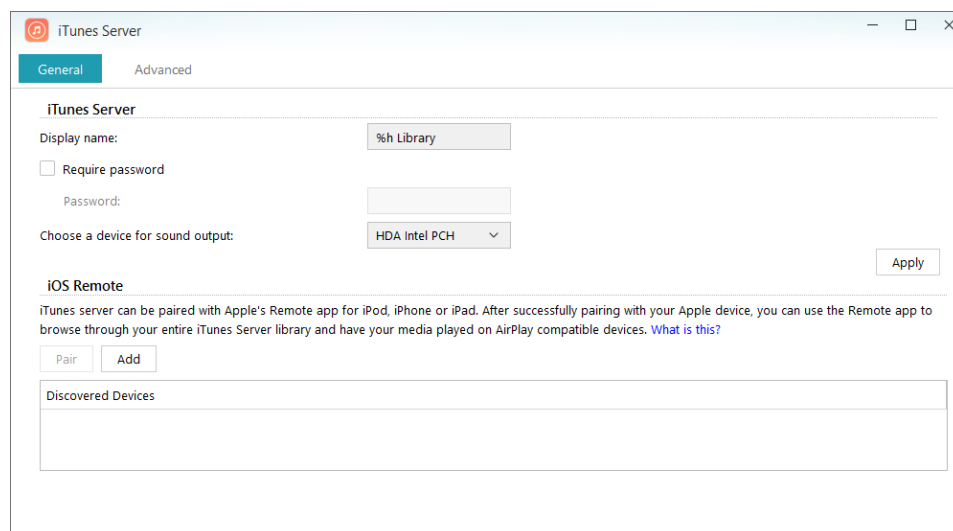 iTunes Server
General
Advanced
iTunes Server
Display name:
%h Library
Require password
Password:
Choose a device for sound output:
HDA Intel PCH
Apply
iOS Remote
iTunes server can be paired with Apple's Remote app for iPod, iPhone or iPad. After successfully pairing with your Apple device, you can use the Remote app to
browse through your entire iTunes Server library and have your media played on AirPlay compatible devices. What is this?
Pair
Add
Discovered Devices